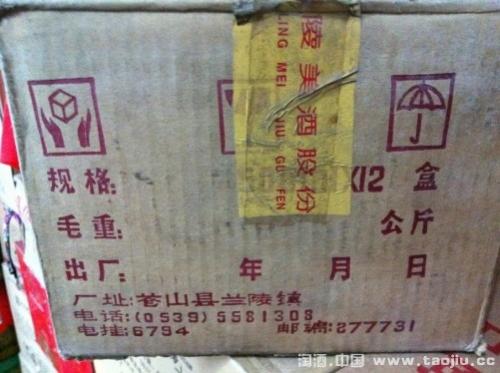 陵美酒股份
LING MEI JIU GU FEN
规格: X12 盒
毛重: 公斤
出厂: 年 月 日
厂址:苍山县兰陵镇
电话:(0539)5581308
电挂:6794 邮编:277731
淘酒.中国 www.taojiu.cc